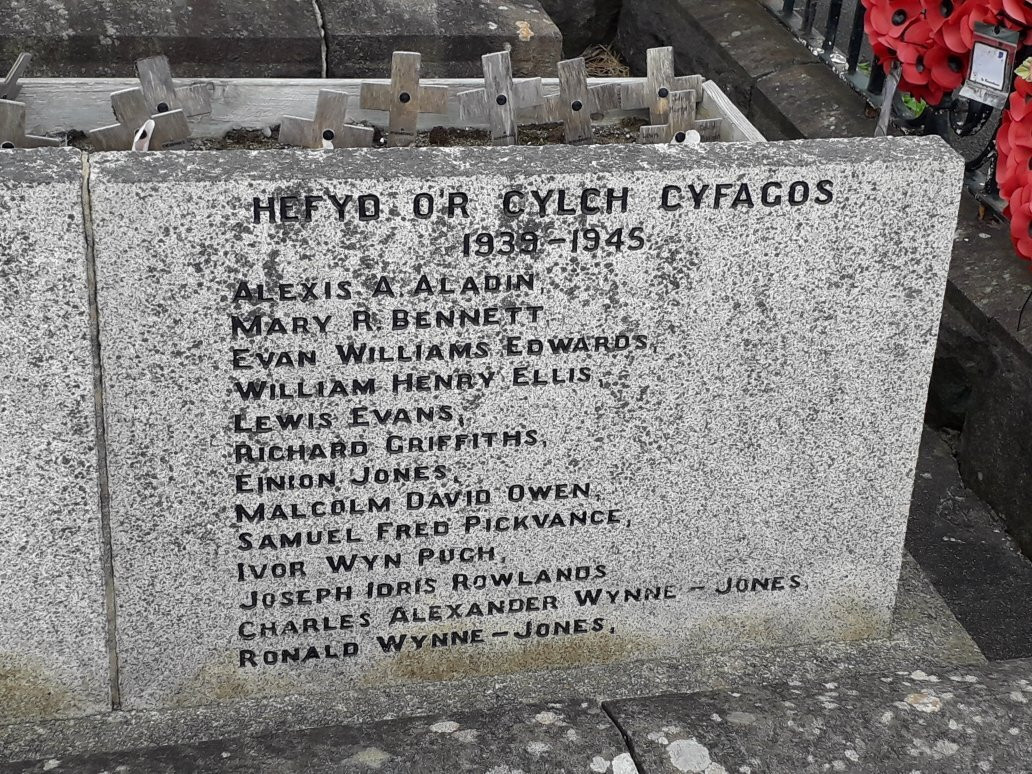 HEFYD O'R CYLCH CYFAGOS
1939-1945
ALEXIS A ALADIN,
MARY R. BENNETT,
EVAN WILLIAMS EDWARDS,
WILLIAM HENRY ELLIS,
LEWIS EVANS,
RICHARD GRIFFITHS,
EINION JONES,
MALCOLM DAVID OWEN,
SAMUEL FRED PICKVANCE,
IVOR WYN PUGH,
JOSEPH IDRIS ROWLANDS
CHARLES ALEXANDER WYNNE-JONES,
RONALD WYNNE-JONES,